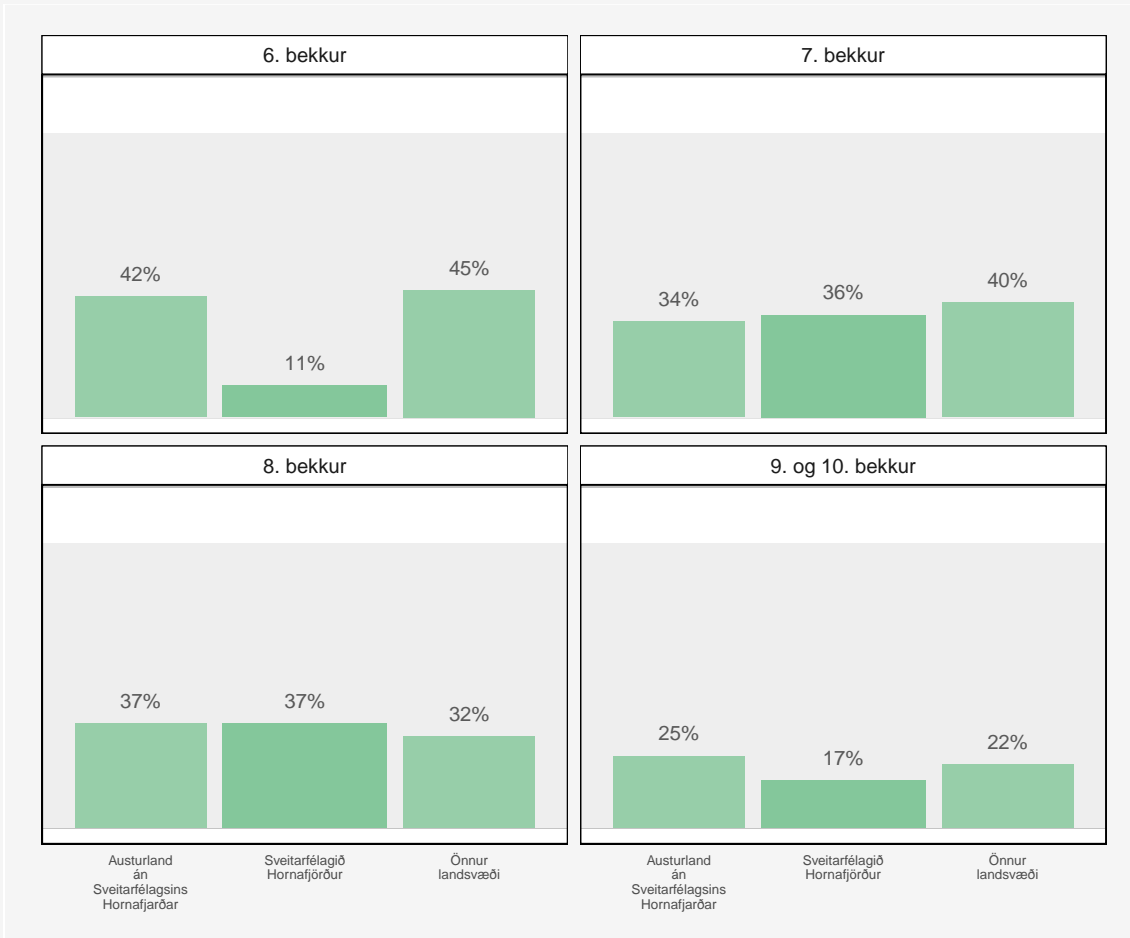 6. bekkur
7. bekkur
42%
11%
45%
34%
36%
40%
8. bekkur
9. og 10. bekkur
37%
37%
32%
25%
17%
22%
Austurland
án
Sveitarfélagsins
Hornafjarðar
Sveitarfélagið
Hornafjörður
Önnur
landsvæði
Austurland
án
Sveitarfélagsins
Hornafjarðar
Sveitarfélagið
Hornafjörður
Önnur
landsvæði